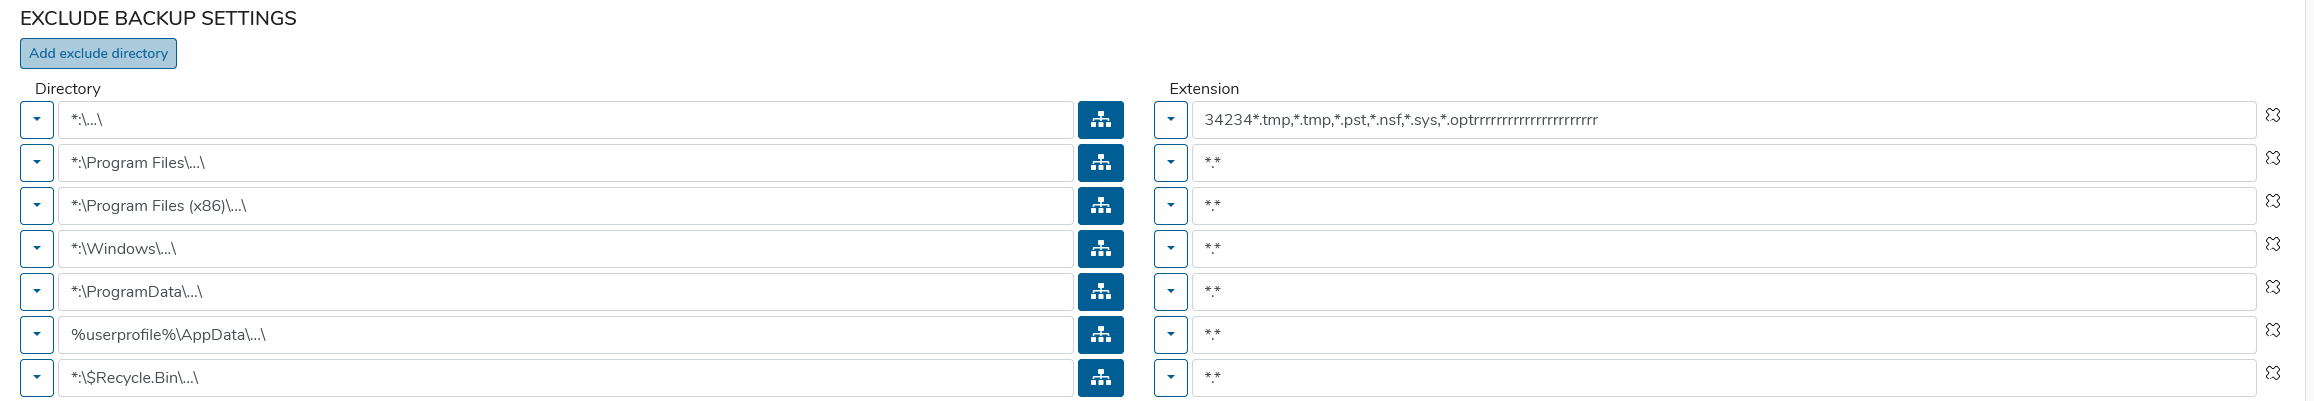 EXCLUDE BACKUP SETTINGS
Add exclude directory
Directory Extension
*:\...\ 34234*.tmp,*.tmp,*.pst,*.nsf,*.sys,*.optrrrrrrrrrrrrrrrrrrrrrr
*:\Program Files\...\ *.*
*:\Program Files (x86)\...\ *.*
*:\Windows\...\ *.*
*:\ProgramData\...\ *.*
%userprofile%\AppData\...\ *.*
*:\$Recycle.Bin\...\ *.*